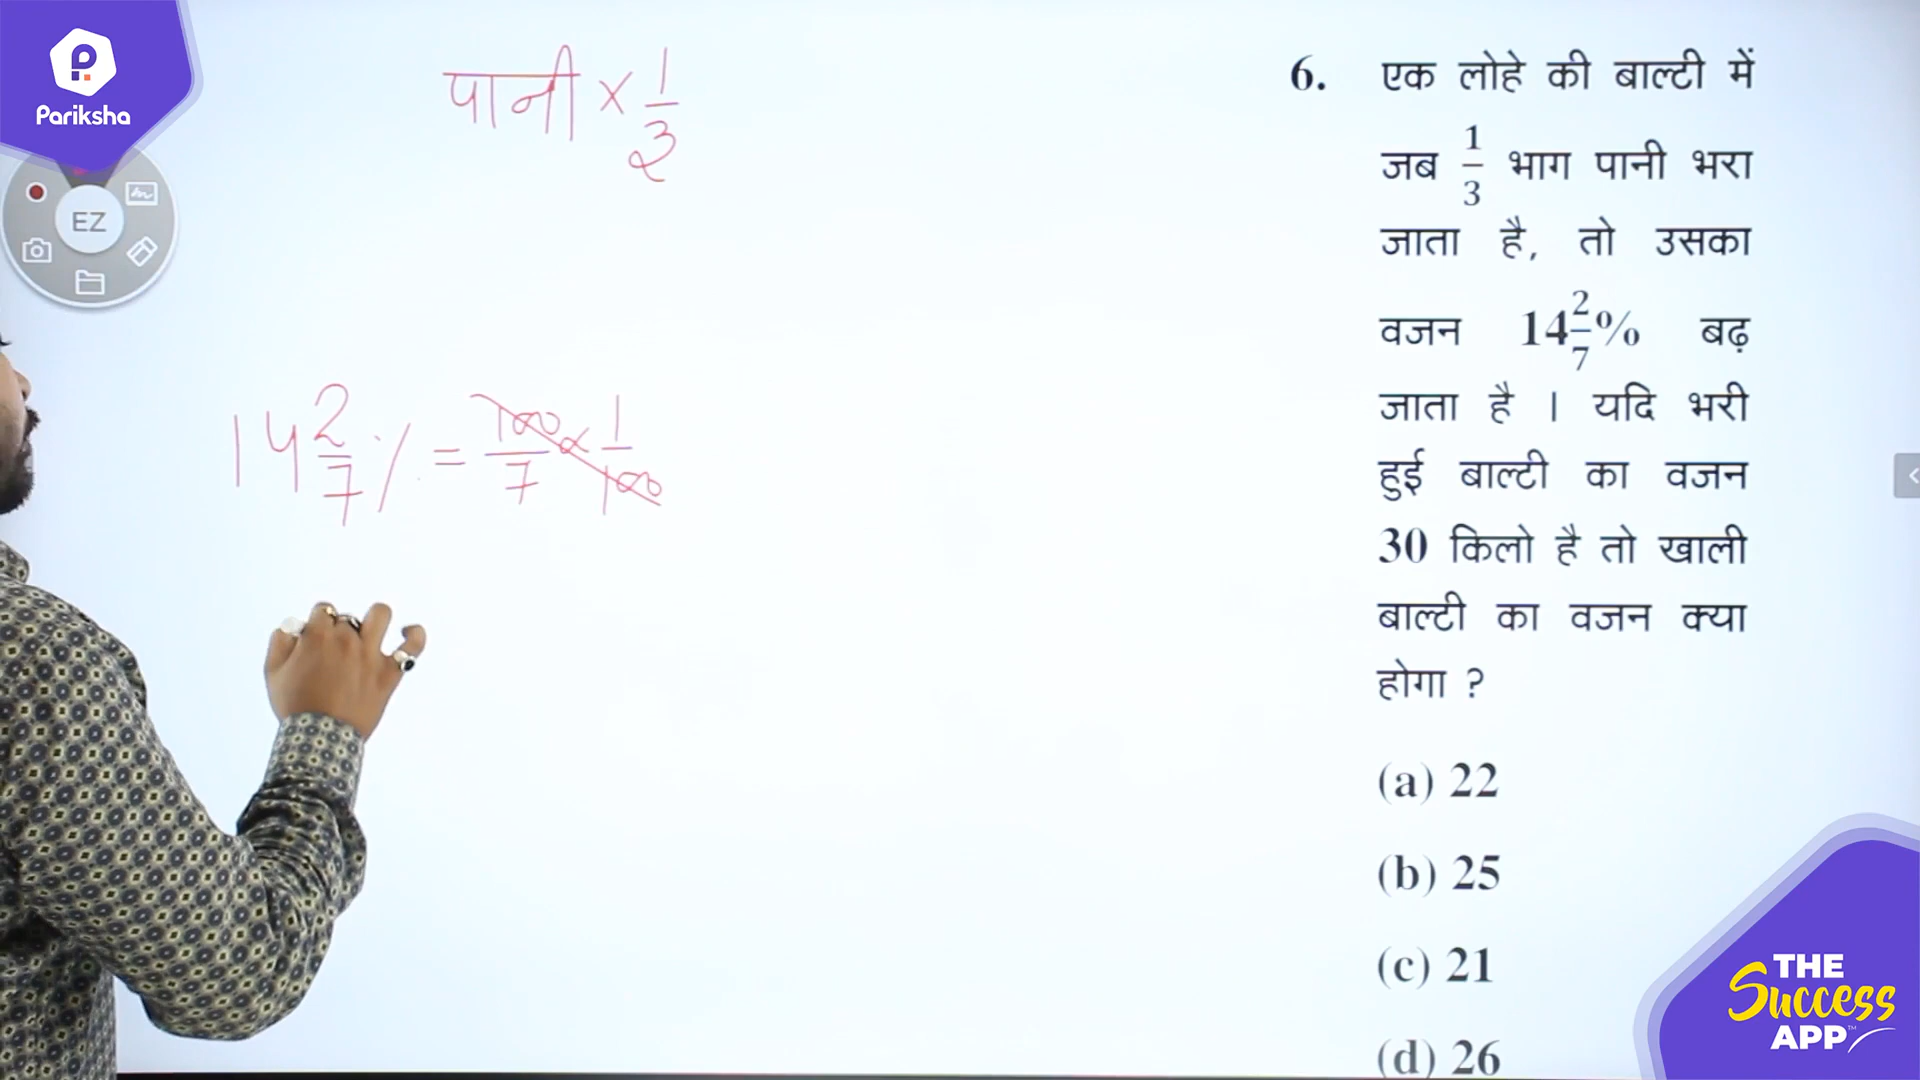 Pariksha
EZ
पानी × 1/3
14 2/7 % = 100/7 × 1/100
6. एक लोहे की बाल्टी में
जब 1/3 भाग पानी भरा
जाता है, तो उसका
वजन 14 2/7% बढ़
जाता है । यदि भरी
हुई बाल्टी का वजन
30 किलो है तो खाली
बाल्टी का वजन क्या
होगा ?
(a) 22
(b) 25
(c) 21
(d) 26
THE
Success
APP™